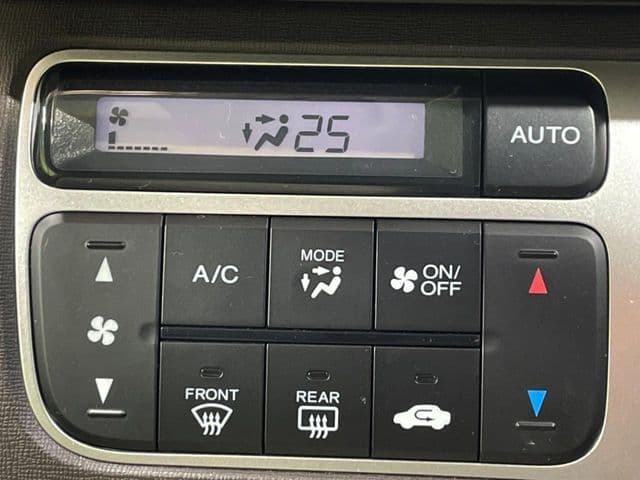 25
AUTO
A/C
MODE
ON/
OFF
FRONT
REAR